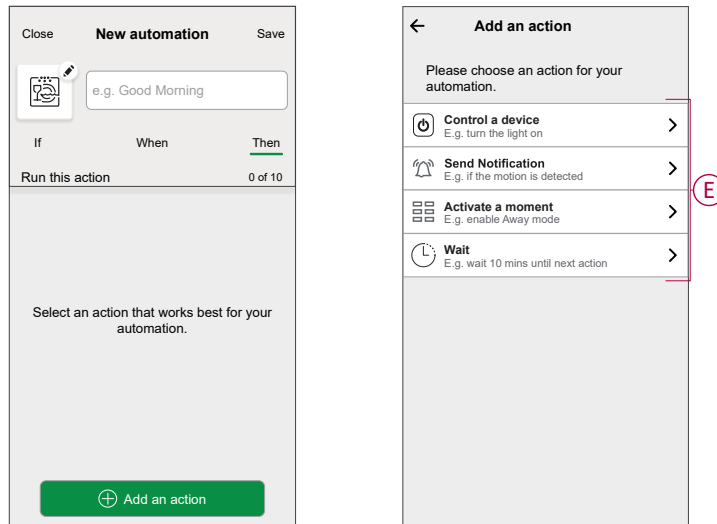 Close New automation Save
e.g. Good Morning
If When Then
Run this action 0 of 10
Select an action that works best for your
automation.
Add an action
Add an action
Please choose an action for your
automation.
Control a device
E.g. turn the light on
Send Notification
E.g. if the motion is detected
Activate a moment
E.g. enable Away mode
Wait
E.g. wait 10 mins until next action
E